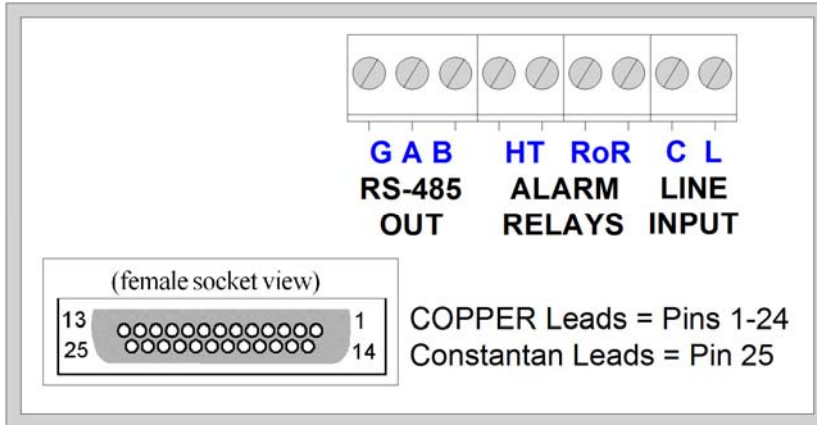 G A B HT RoR C L
RS-485 ALARM LINE
OUT RELAYS INPUT
(female socket view)
13 1
25 14
COPPER Leads = Pins 1-24
Constantan Leads = Pin 25